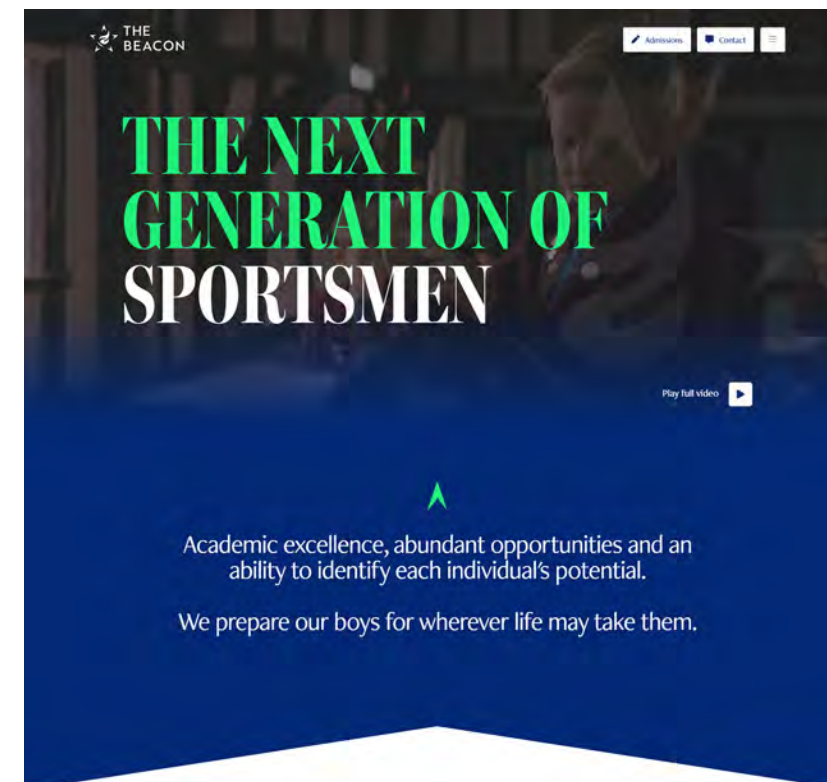 THE
BEACON
Admissions
Contact
THE NEXT
GENERATION OF
SPORTSMEN
Play full video
Academic excellence, abundant opportunities and an
ability to identify each individual's potential.
We prepare our boys for wherever life may take them.